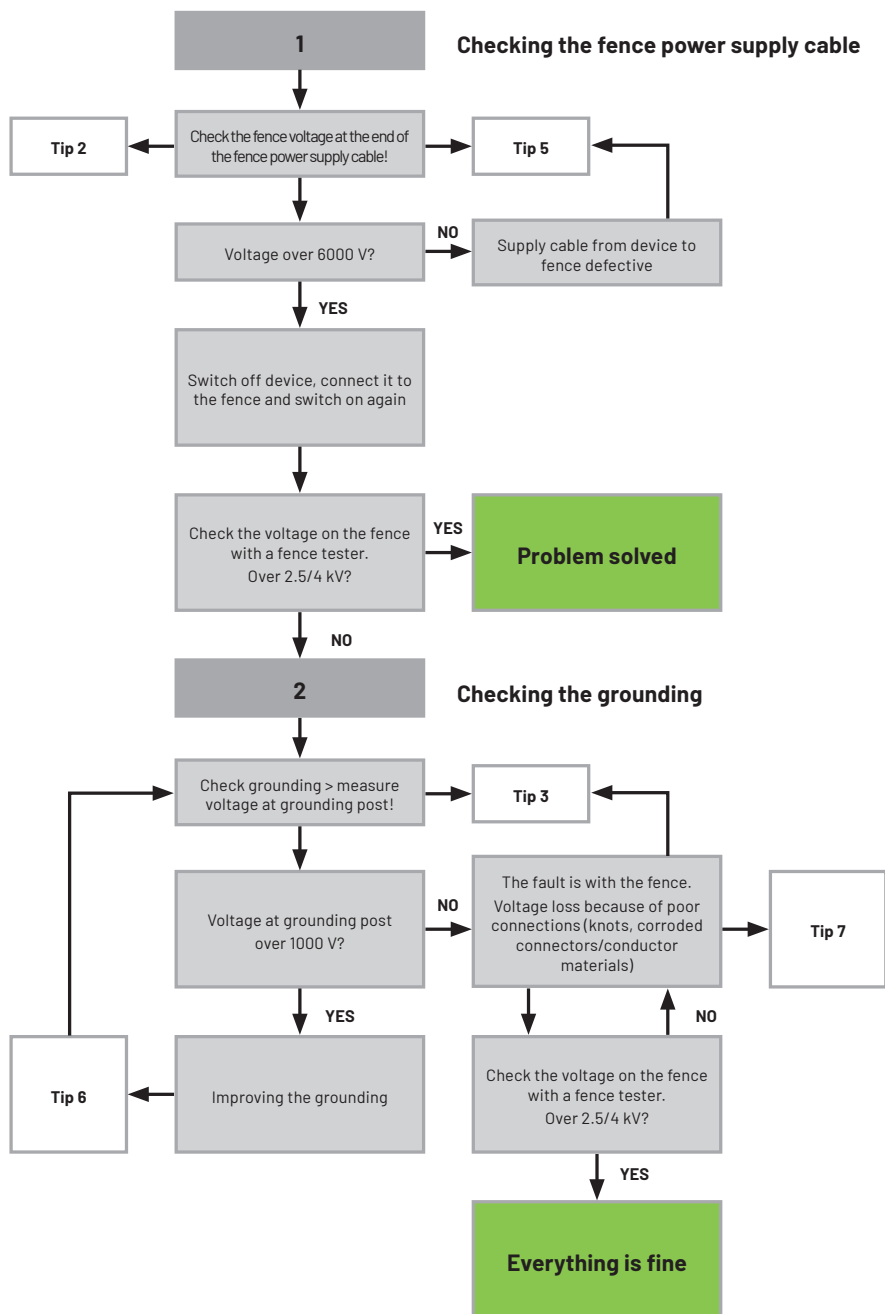 1
Checking the fence power supply cable
Tip 2
Check the fence voltage at the end of
the fence power supply cable!
Tip 5
Voltage over 6000 V?
NO
Supply cable from device to
fence defective
YES
Switch off device, connect it to
the fence and switch on again
Check the voltage on the fence
with a fence tester.
Over 2.5/4 kV?
YES
Problem solved
NO
2
Checking the grounding
Check grounding > measure
voltage at grounding post!
Tip 3
Voltage at grounding post
over 1000 V?
NO
The fault is with the fence.
Voltage loss because of poor
connections (knots, corroded
connectors/conductor
materials)
Tip 7
YES
NO
Tip 6
Improving the grounding
Check the voltage on the fence
with a fence tester.
Over 2.5/4 kV?
YES
Everything is fine